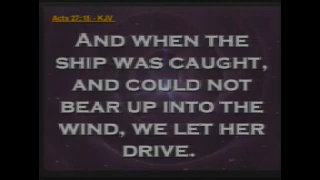 Acts 27:15 - KJV
AND WHEN THE
SHIP WAS CAUGHT,
AND COULD NOT
BEAR UP INTO THE
WIND, WE LET HER
DRIVE.